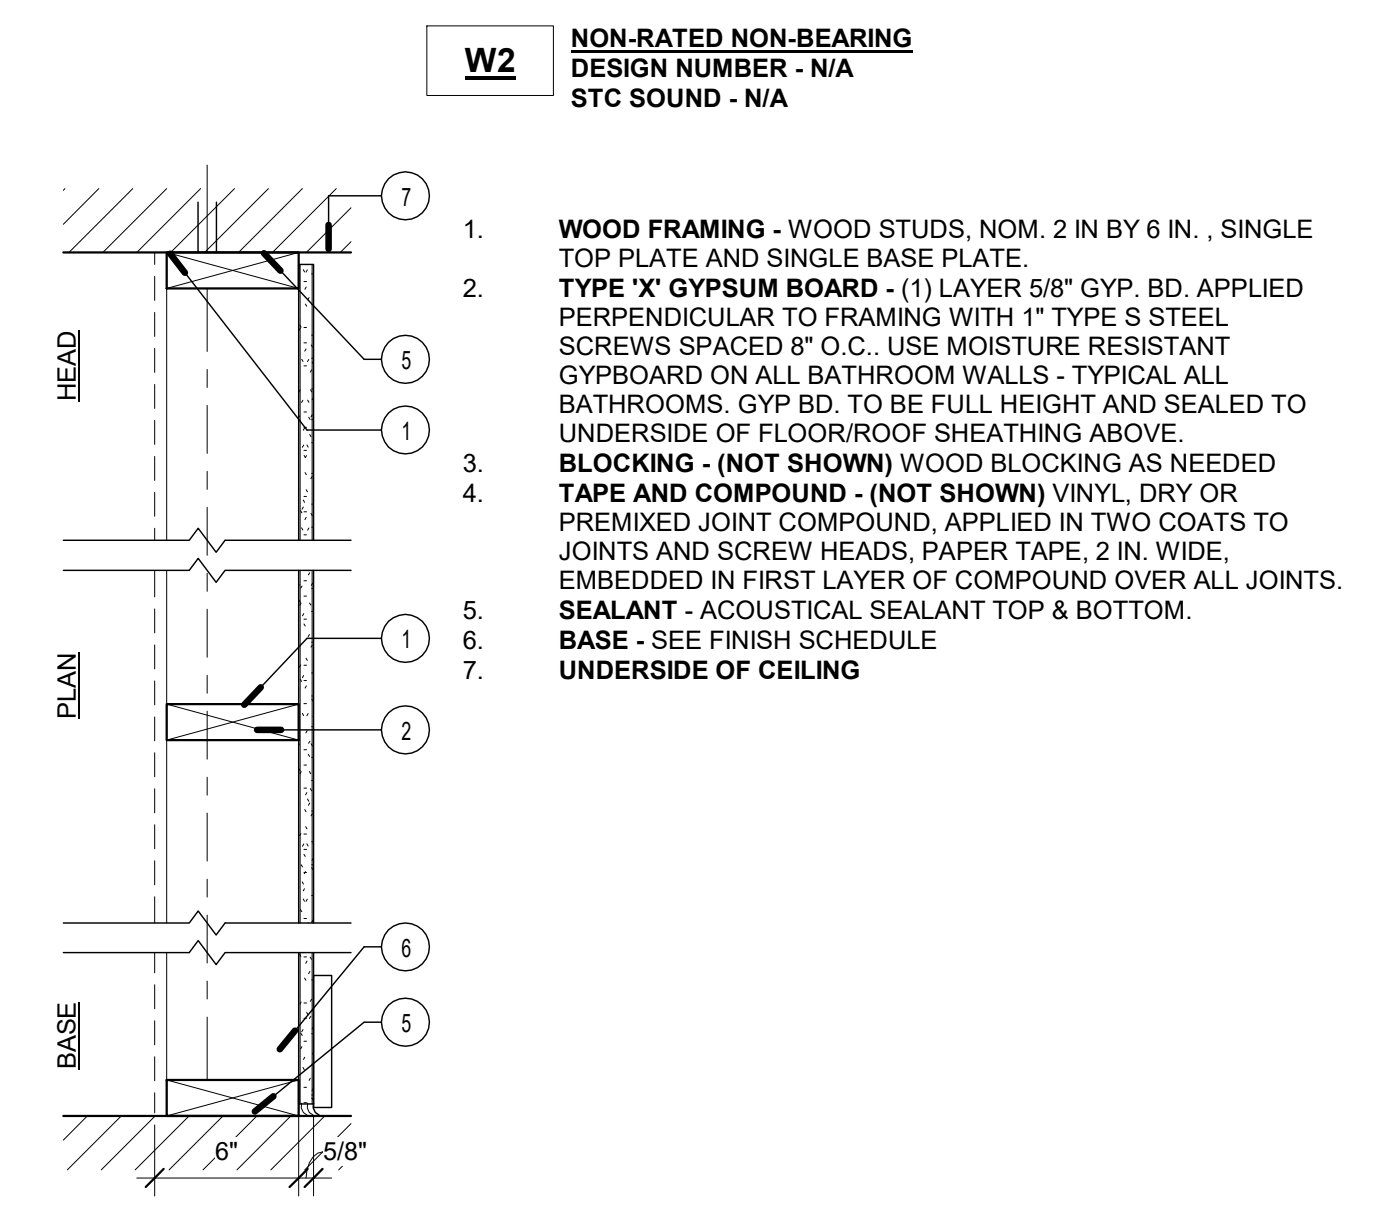 W2
NON-RATED NON-BEARING
DESIGN NUMBER - N/A
STC SOUND - N/A
7
1. WOOD FRAMING - WOOD STUDS, NOM. 2 IN BY 6 IN. , SINGLE
TOP PLATE AND SINGLE BASE PLATE.
2. TYPE 'X' GYPSUM BOARD - (1) LAYER 5/8" GYP. BD. APPLIED
PERPENDICULAR TO FRAMING WITH 1" TYPE S STEEL
SCREWS SPACED 8" O.C.. USE MOISTURE RESISTANT
GYPBOARD ON ALL BATHROOM WALLS - TYPICAL ALL
BATHROOMS. GYP BD. TO BE FULL HEIGHT AND SEALED TO
UNDERSIDE OF FLOOR/ROOF SHEATHING ABOVE.
3. BLOCKING - (NOT SHOWN) WOOD BLOCKING AS NEEDED
4. TAPE AND COMPOUND - (NOT SHOWN) VINYL, DRY OR
PREMIXED JOINT COMPOUND, APPLIED IN TWO COATS TO
JOINTS AND SCREW HEADS, PAPER TAPE, 2 IN. WIDE,
EMBEDDED IN FIRST LAYER OF COMPOUND OVER ALL JOINTS.
5. SEALANT - ACOUSTICAL SEALANT TOP & BOTTOM.
6. BASE - SEE FINISH SCHEDULE
7. UNDERSIDE OF CEILING
HEAD
5
1
PLAN
1
2
BASE
6
5
6"
5/8"